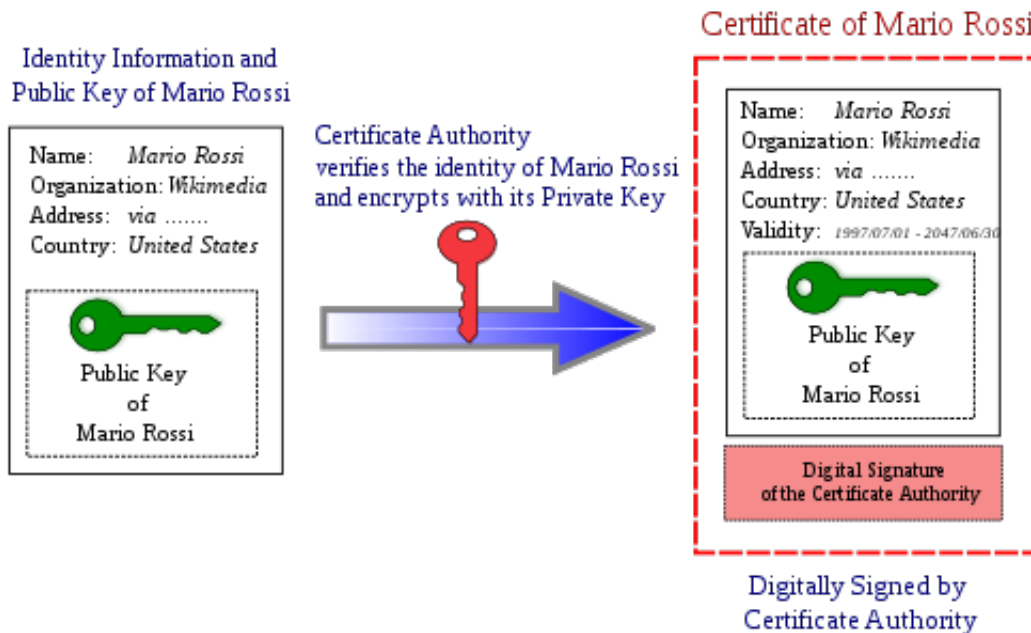 Identity Information and
Public Key of Mario Rossi
Name: Mario Rossi
Organization: Wikimedia
Address: via .......
Country: United States
Public Key
of
Mario Rossi
Certificate Authority
verifies the identity of Mario Rossi
and encrypts with its Private Key
Certificate of Mario Rossi
Name: Mario Rossi
Organization: Wikimedia
Address: via .......
Country: United States
Validity: 1997/07/01 - 2047/06/30
Public Key
of
Mario Rossi
Digital Signature
of the Certificate Authority
Digitally Signed by
Certificate Authority